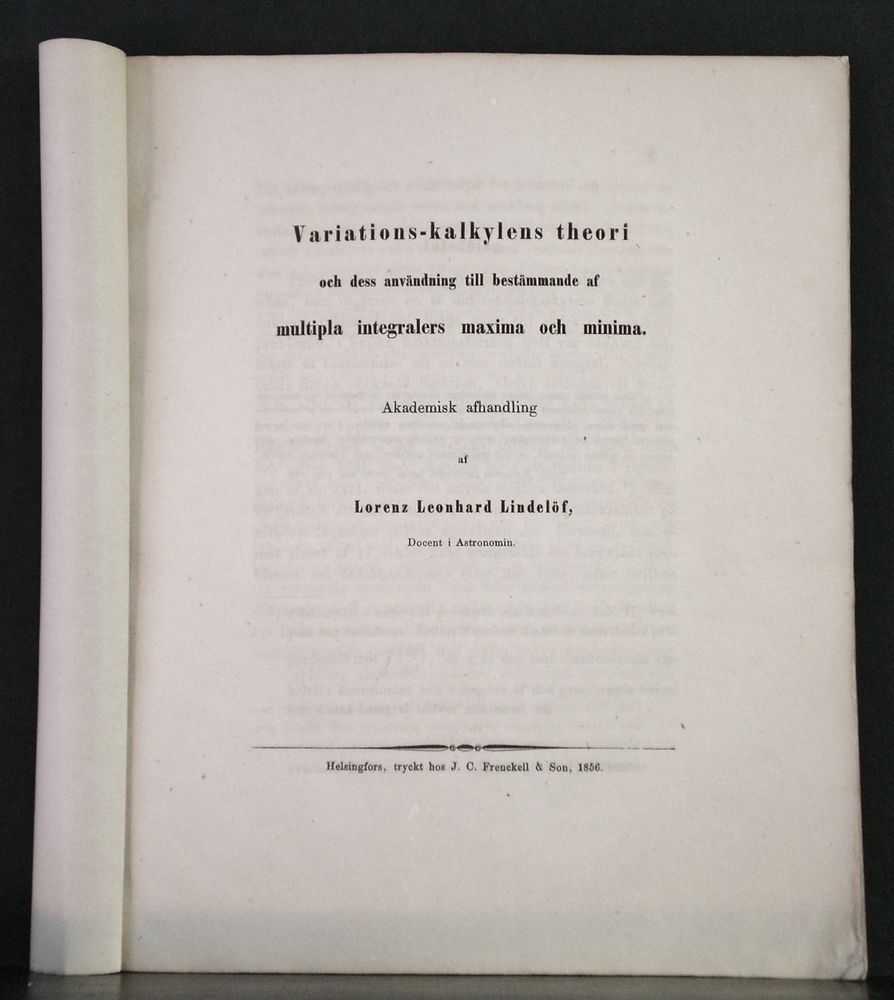 Variations-kalkylens theori
och dess användning till bestämmande af
multipla integralers maxima och minima.
Akademisk afhandling
af
Lorenz Leonhard Lindelöf,
Docent i Astronomin.
Helsingfors, tryckt hos J. C. Frenckell & Son, 1856.